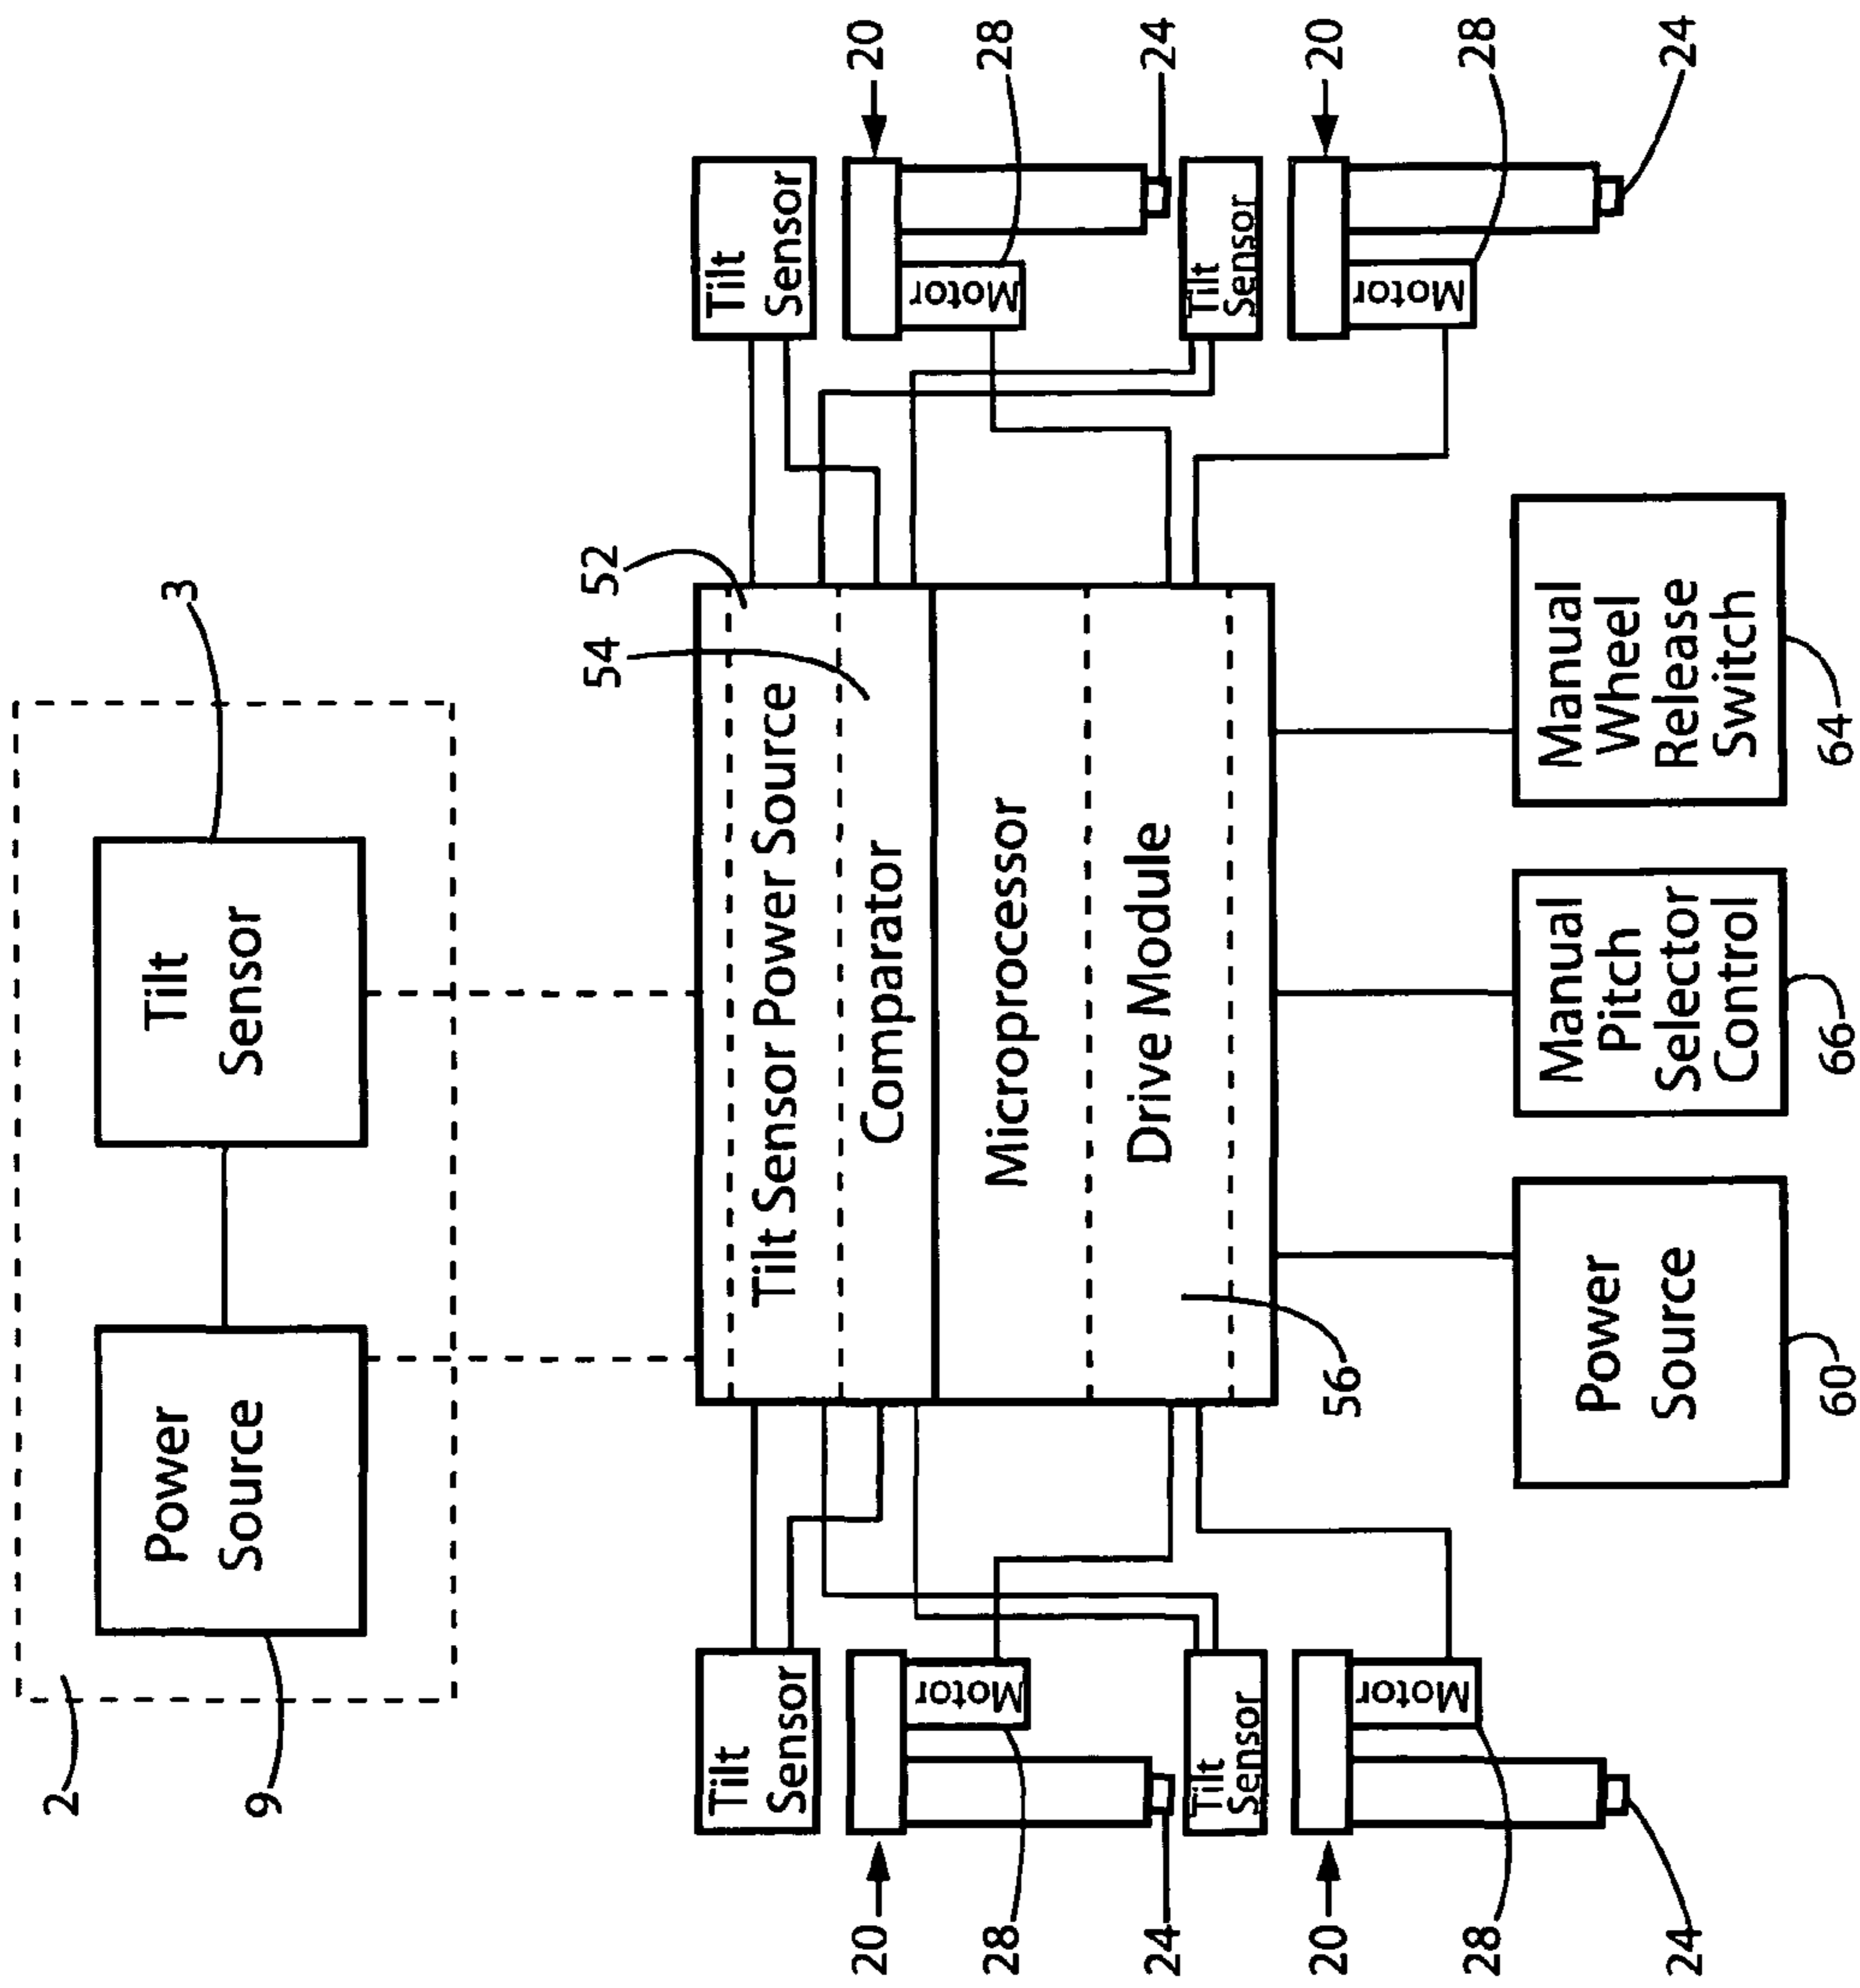 2
9
3
Power
Source
Tilt
Sensor
52
54
Tilt Sensor Power Source
Comparator
Microprocessor
Drive Module
56
Tilt
Sensor
20
Motor
28
24
Tilt
Sensor
20
Motor
28
24
Tilt
Sensor
20
Motor
28
24
Tilt
Sensor
20
Motor
28
24
Power
Source
60
Manual
Pitch
Selector
Control
66
Manual
Wheel
Release
Switch
64